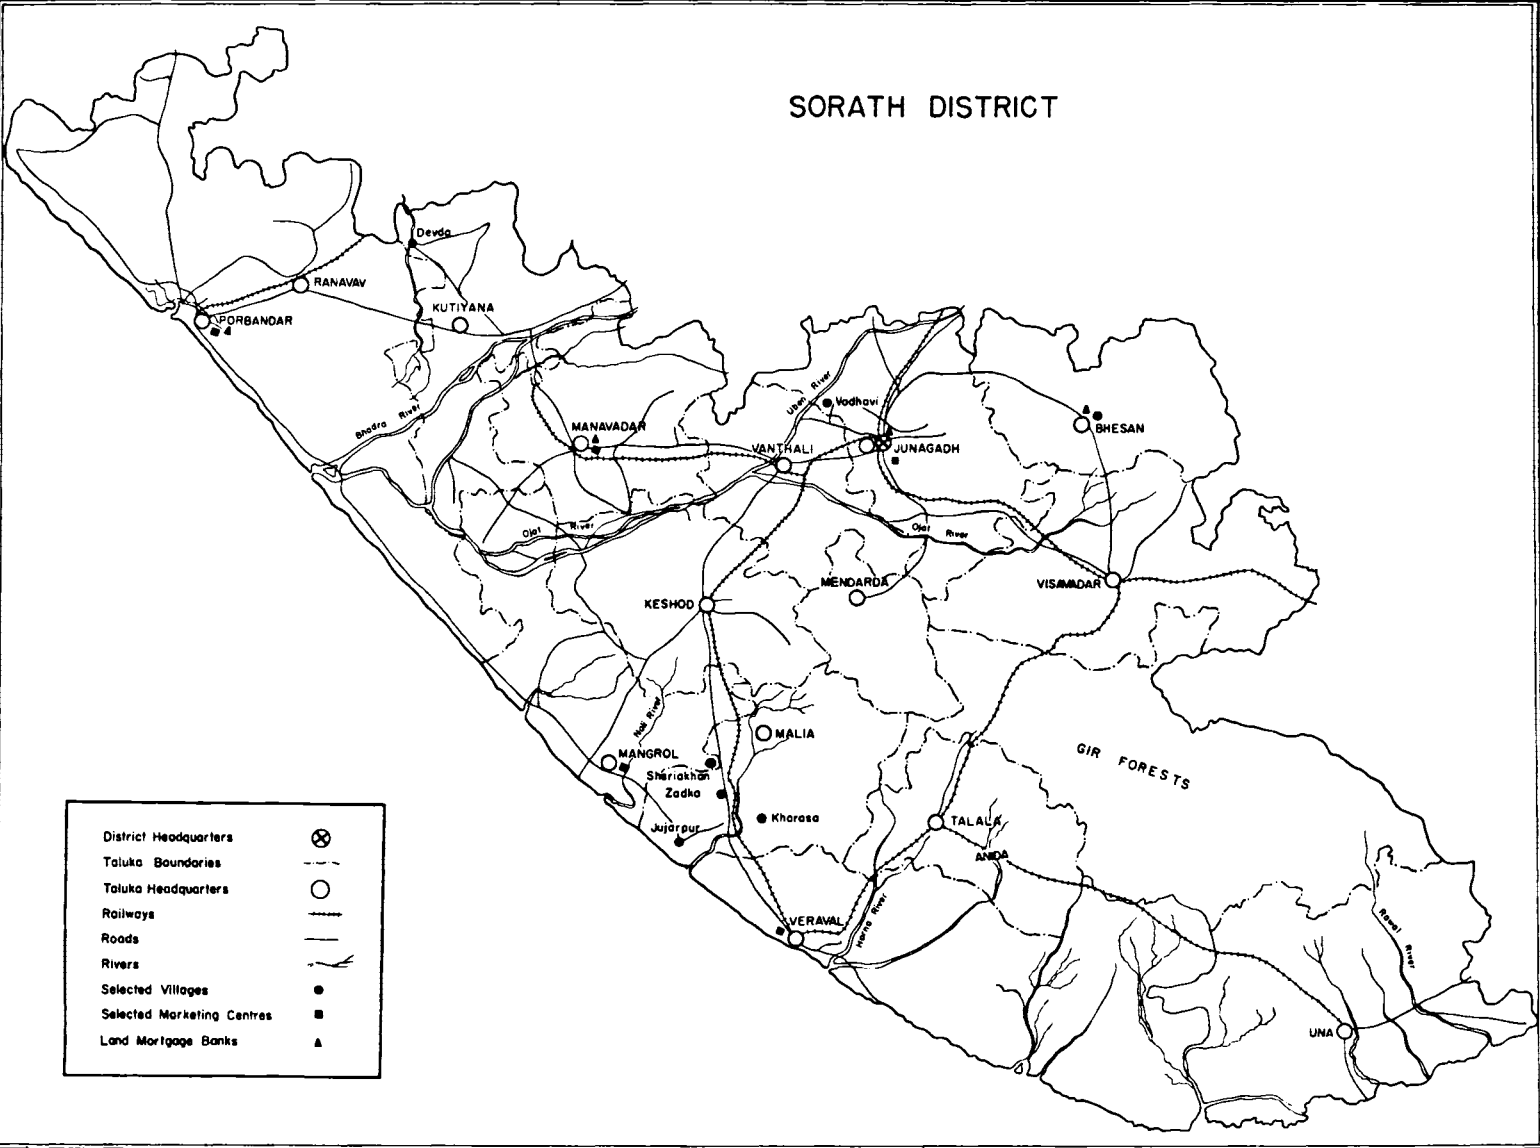 SORATH DISTRICT
Devda
RANAVAV
KUTIYANA
PORBANDAR
Uben River
Vadhavi
Bhadra River
MANAVADAR
BHESAN
VANTHALI
JUNAGADH
Ojat River
Ojat River
MENDARDA
VISAVADAR
KESHOD
Noli River
MALIA
GIR FORESTS
MANGROL
Sheriakhan
Zadka
Kharasa
Jujarpur
TALALA
ANIDA
VERAVAL
Harna River
Rawal River
UNA
District Headquarters
Taluka Boundaries
Taluka Headquarters
Railways
Roads
Rivers
Selected Villages
Selected Marketing Centres
Land Mortgage Banks